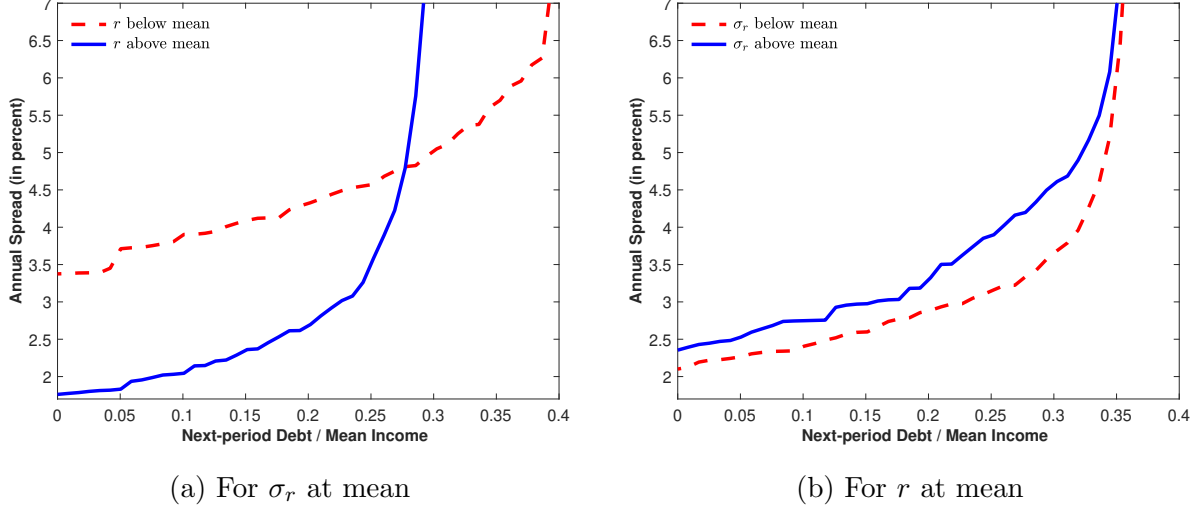 r below mean
r above mean
7
6.5
6
5.5
5
4.5
4
3.5
3
2.5
2
Annual Spread (in percent)
0 0.05 0.1 0.15 0.2 0.25 0.3 0.35 0.4
Next-period Debt / Mean Income
(a) For σ_r at mean
σ_r below mean
σ_r above mean
7
6.5
6
5.5
5
4.5
4
3.5
3
2.5
2
Annual Spread (in percent)
0 0.05 0.1 0.15 0.2 0.25 0.3 0.35 0.4
Next-period Debt / Mean Income
(b) For r at mean